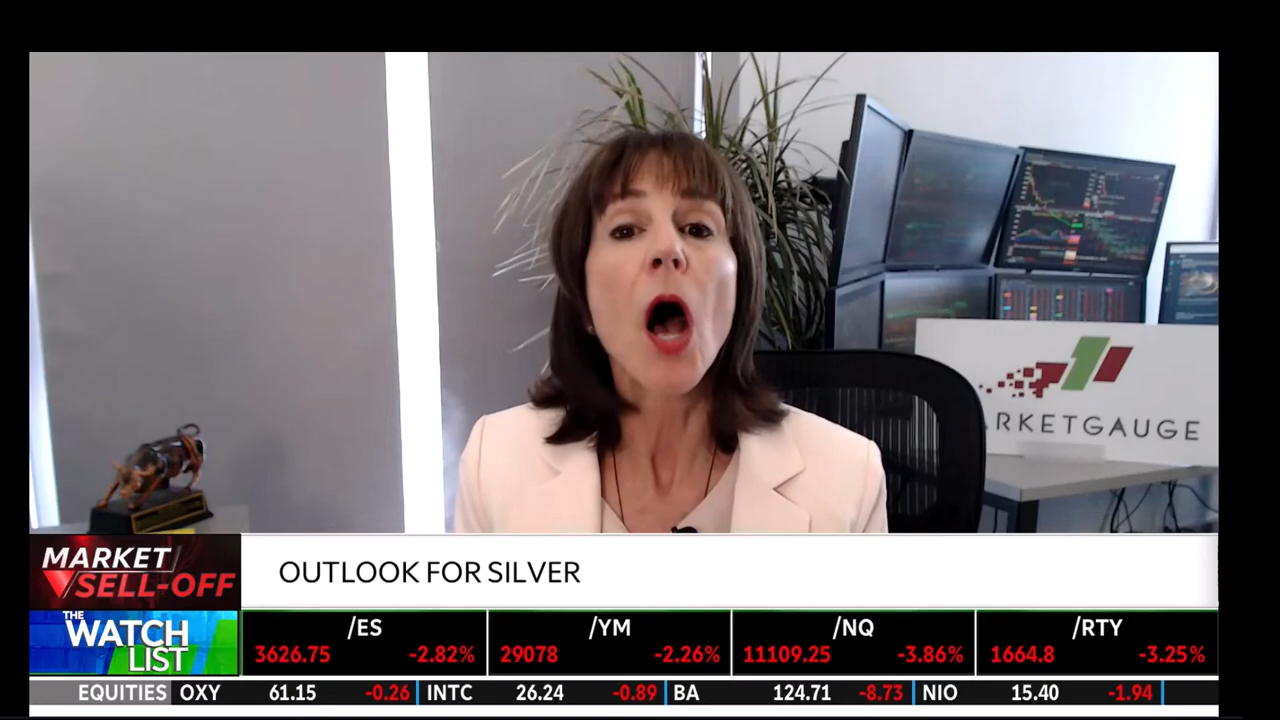 ARKETGAUGE
MARKET
SELL-OFF
OUTLOOK FOR SILVER
THE
WATCH
LIST
/ES
3626.75 -2.82%
/YM
29078 -2.26%
/NQ
11109.25 -3.86%
/RTY
1664.8 -3.25%
EQUITIES OXY 61.15 -0.26 INTC 26.24 -0.89 BA 124.71 -8.73 NIO 15.40 -1.94